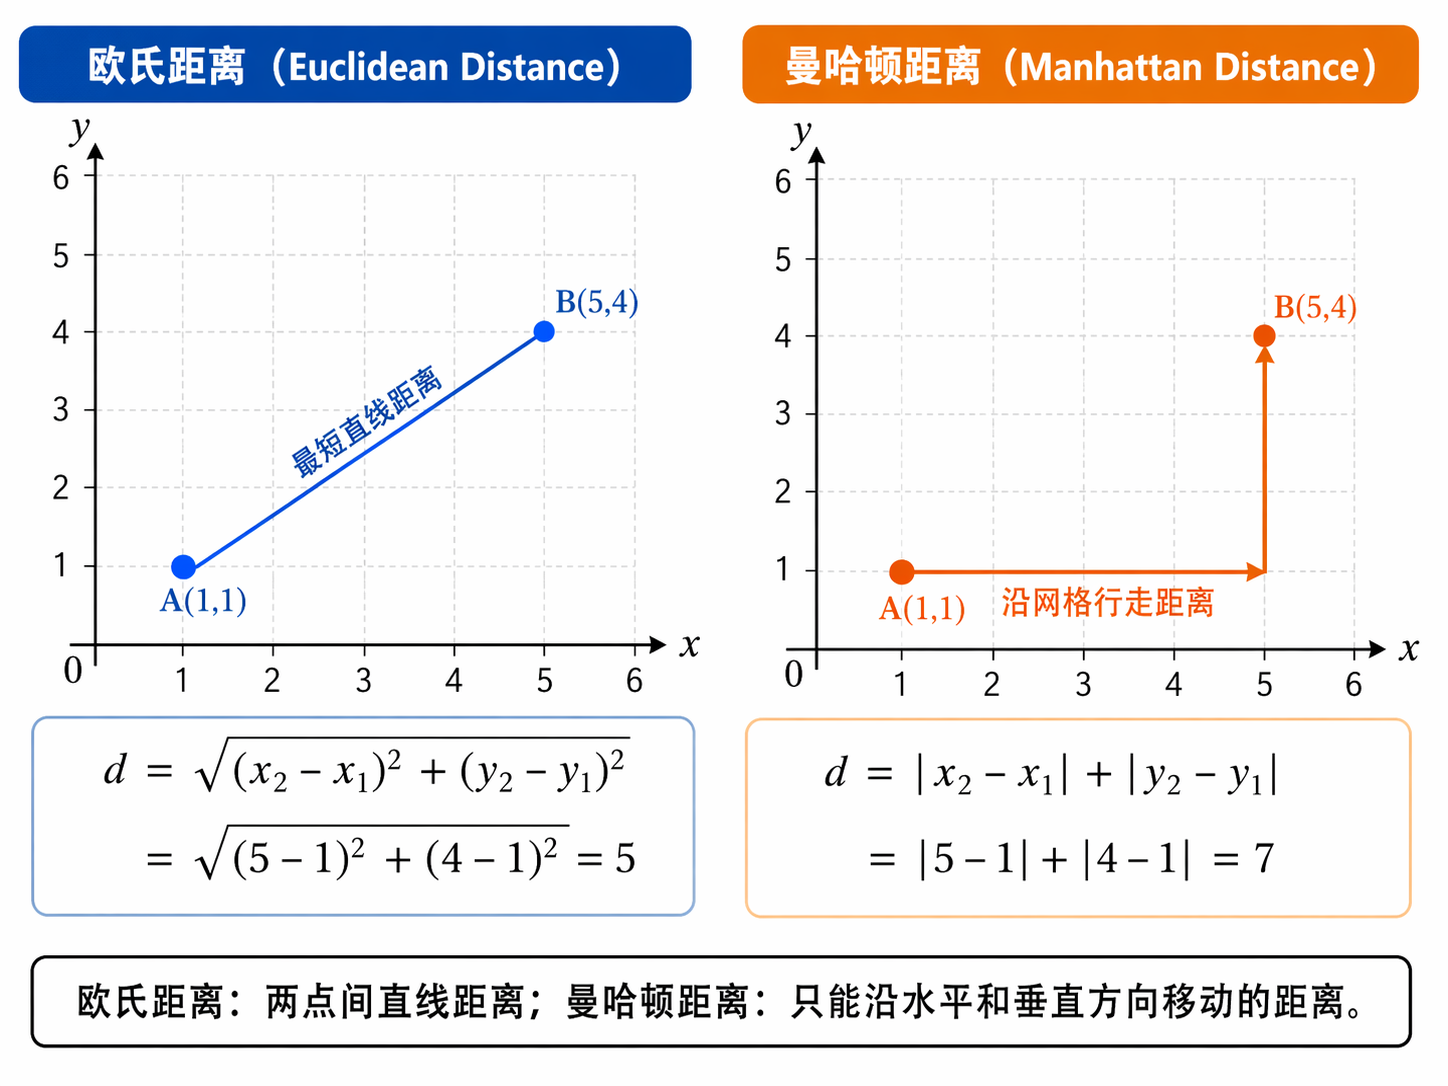 欧氏距离（Euclidean Distance）
y
6
5
4
3
2
1
0
1 2 3 4 5 6
x
B(5,4)
最短直线距离
A(1,1)
d = √((x₂ − x₁)² + (y₂ − y₁)²)
= √((5 − 1)² + (4 − 1)²) = 5
曼哈顿距离（Manhattan Distance）
y
6
5
4
3
2
1
0
1 2 3 4 5 6
x
B(5,4)
A(1,1)
沿网格行走距离
d = |x₂ − x₁| + |y₂ − y₁|
= |5 − 1| + |4 − 1| = 7
欧氏距离：两点间直线距离；曼哈顿距离：只能沿水平和垂直方向移动的距离。